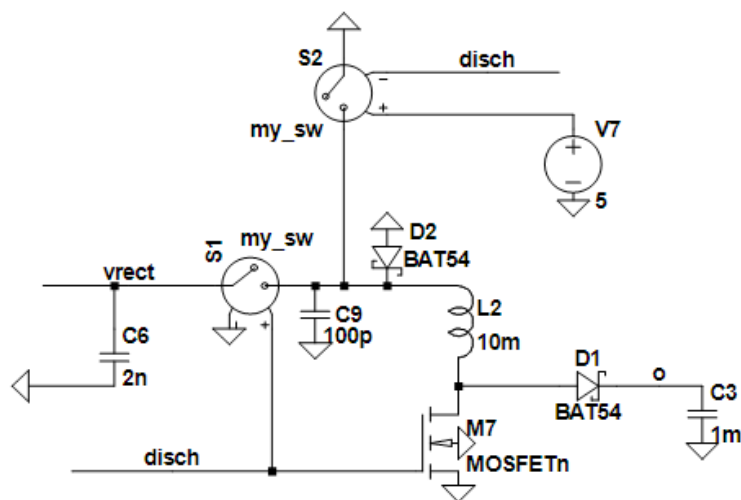 S2
disch
−
+
my_sw
V7
+
−
5
D2
BAT54
S1
my_sw
vrect
C9
100p
L2
10m
C6
2n
+
D1
BAT54
o
C3
1m
M7
MOSFETn
disch